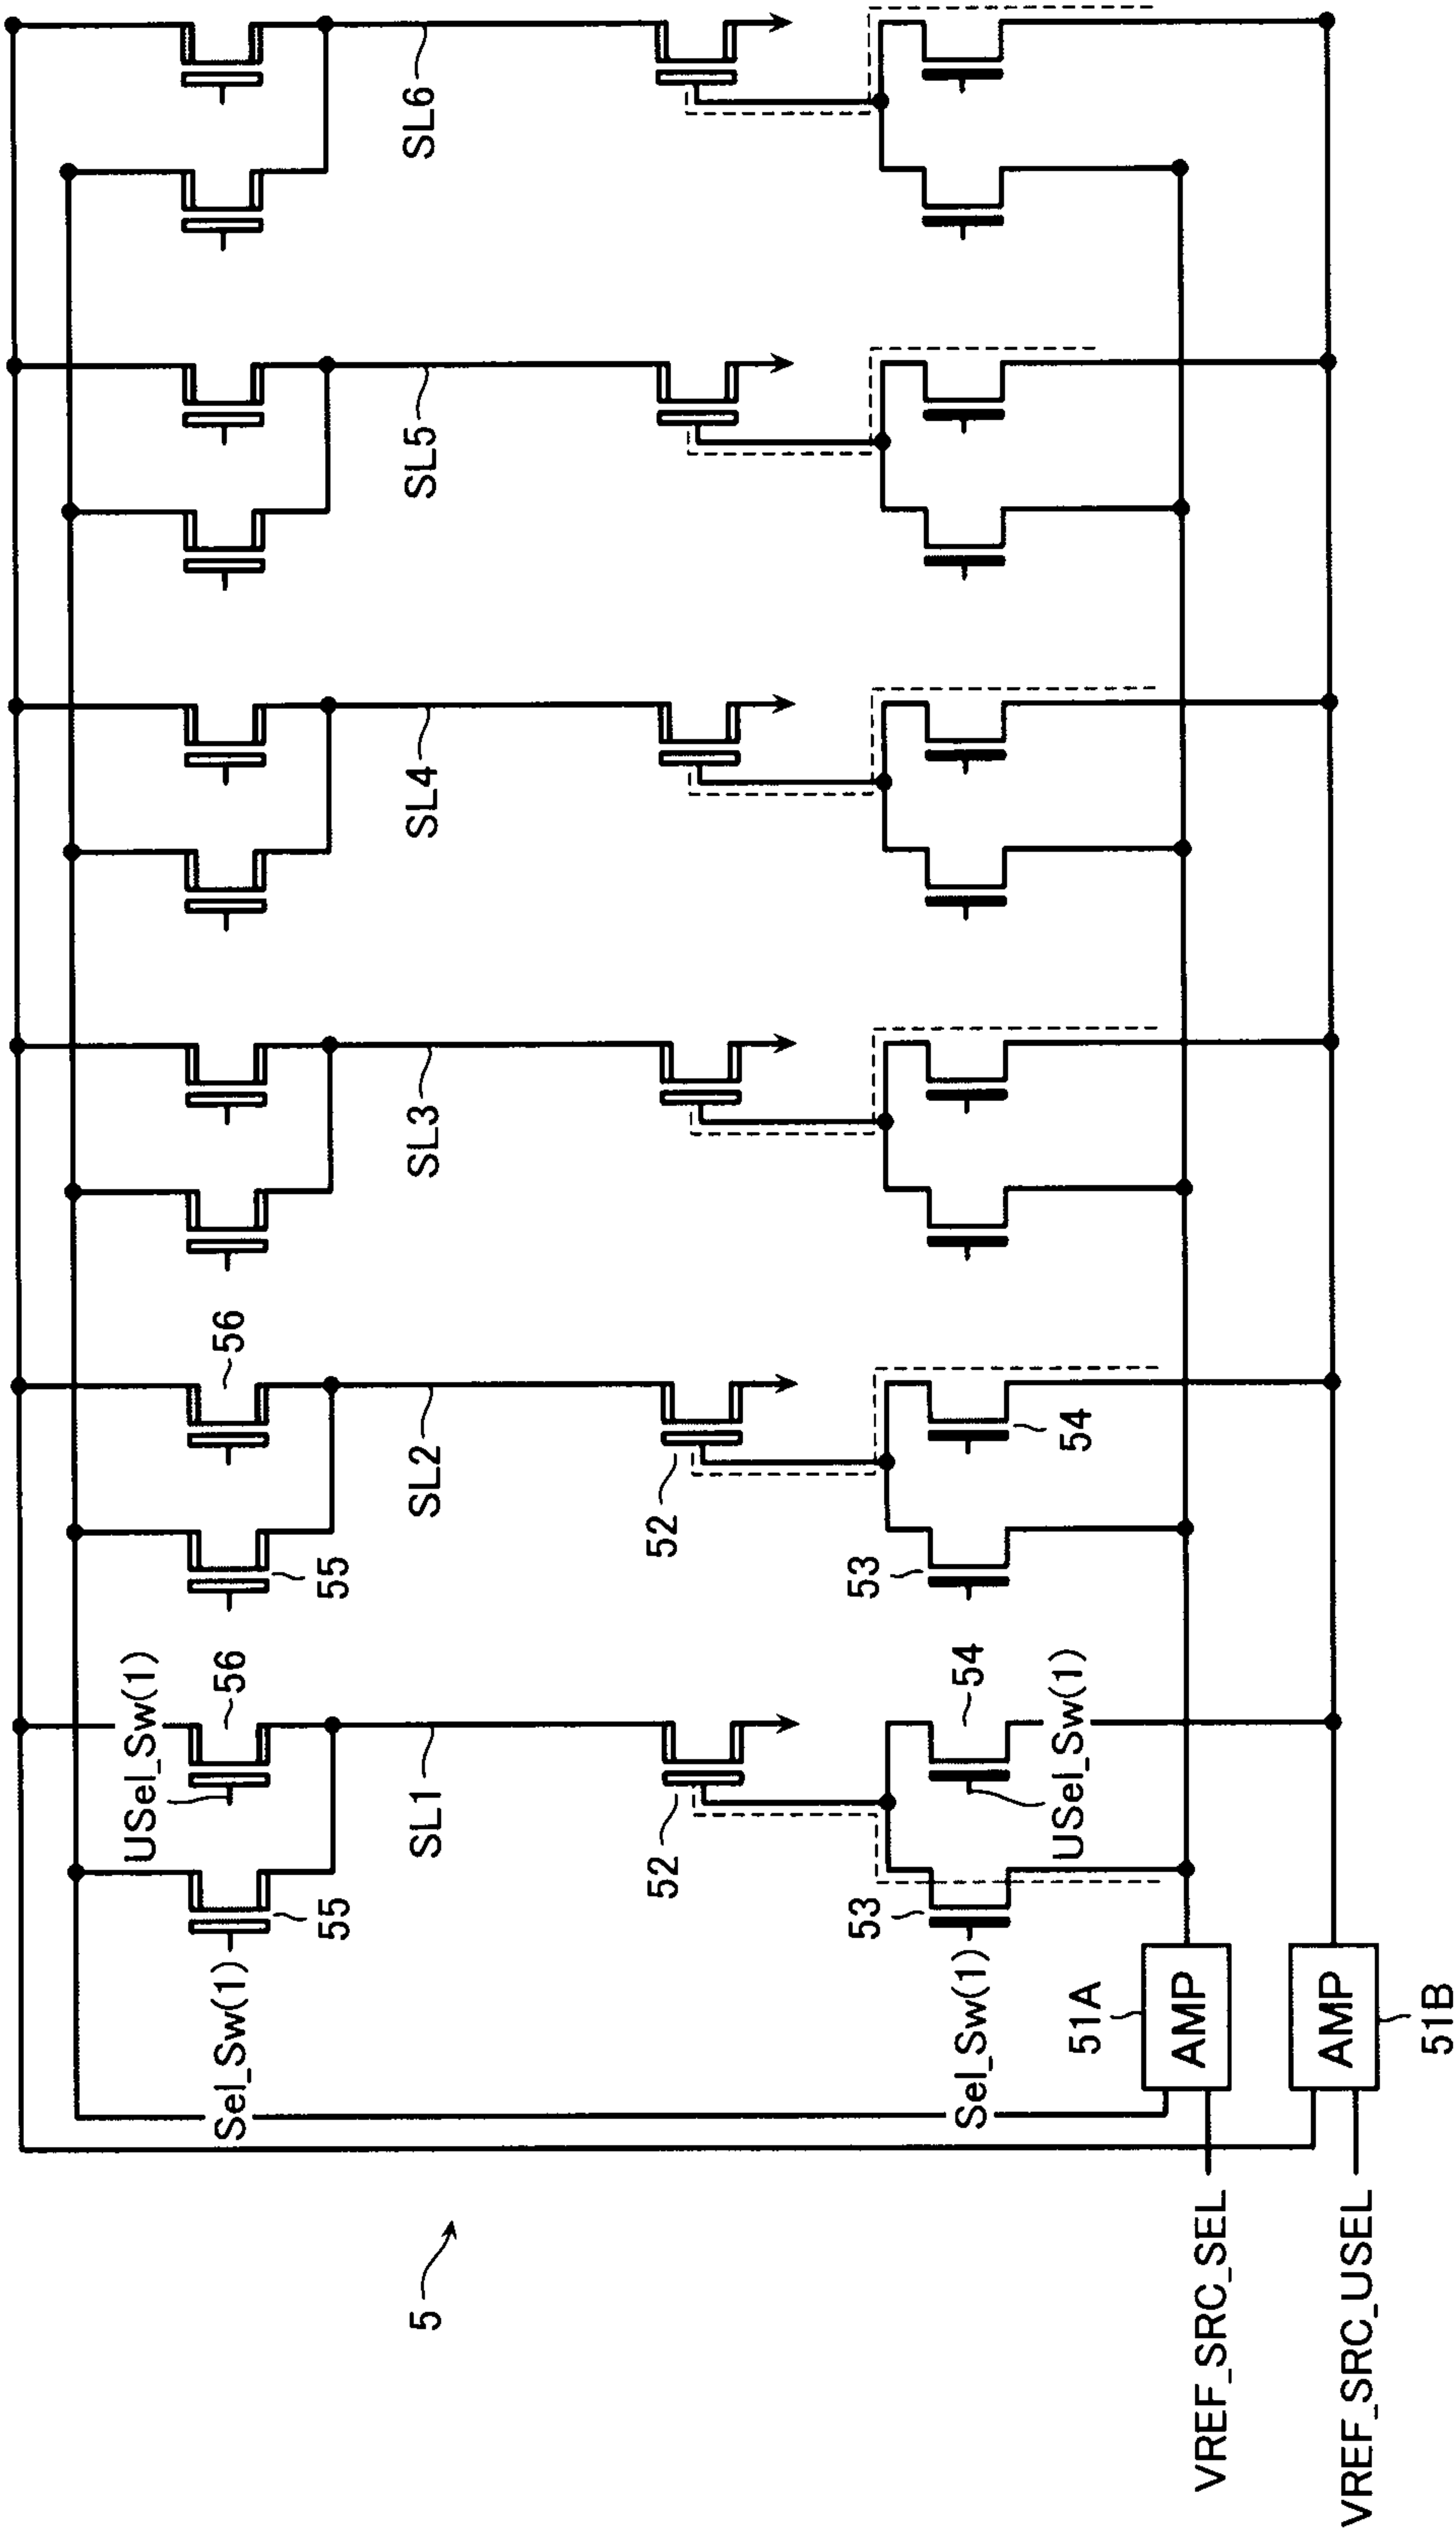 USel_Sw(1)
56
56
Sel_Sw(1)
55
55
SL1
SL2
SL3
SL4
SL5
SL6
5
52
52
Sel_Sw(1)
53
54
USel_Sw(1)
53
54
51A
AMP
VREF_SRC_SEL
AMP
51B
VREF_SRC_USEL